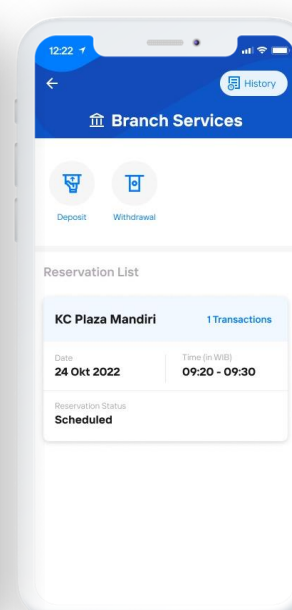 12:22
History
Branch Services
Deposit Withdrawal
Reservation List
KC Plaza Mandiri 1 Transactions
Date Time (in WIB)
24 Okt 2022 09:20 - 09:30
Reservation Status
Scheduled